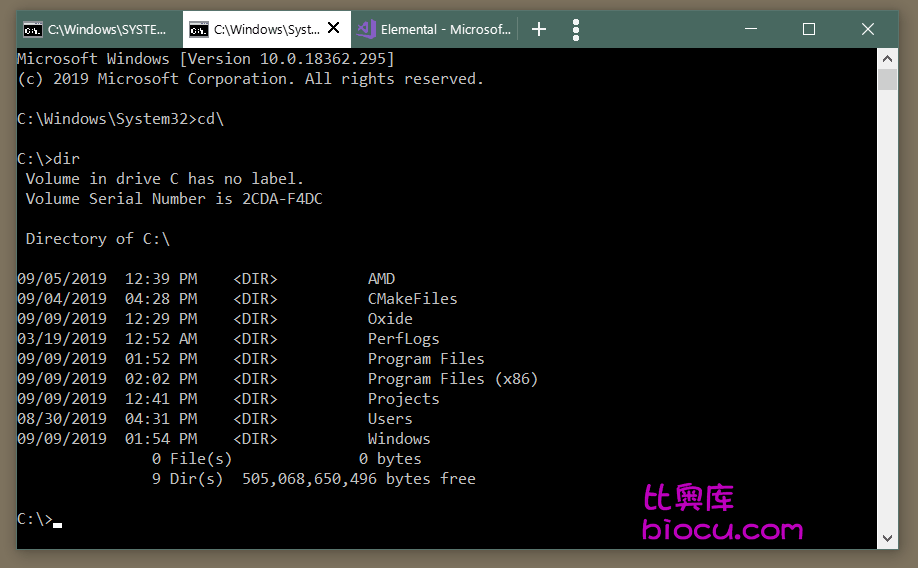 C:\Windows\SYSTE... C:\Windows\Syst... Elemental - Microsof...
Microsoft Windows [Version 10.0.18362.295]
(c) 2019 Microsoft Corporation. All rights reserved.
C:\Windows\System32>cd\
C:\>dir
Volume in drive C has no label.
Volume Serial Number is 2CDA-F4DC
Directory of C:\
09/05/2019 12:39 PM <DIR> AMD
09/04/2019 04:28 PM <DIR> CMakeFiles
09/09/2019 12:29 PM <DIR> Oxide
03/19/2019 12:52 AM <DIR> PerfLogs
09/09/2019 01:52 PM <DIR> Program Files
09/09/2019 02:02 PM <DIR> Program Files (x86)
09/09/2019 12:41 PM <DIR> Projects
08/30/2019 04:31 PM <DIR> Users
09/09/2019 01:54 PM <DIR> Windows
0 File(s) 0 bytes
9 Dir(s) 505,068,650,496 bytes free
C:\>
比奥库
biocu.com